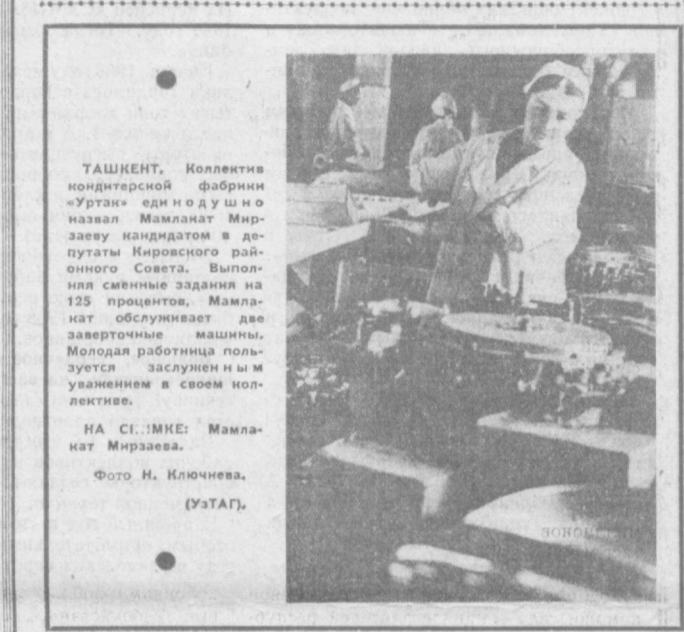 ТАШКЕНТ. Коллектив
кондитерской фабрики
«Уртак» единодушно
назвал Мамлакат Мир-
заеву кандидатом в де-
путаты Кировского рай-
онного Совета. Выпол-
няя сменные задания на
125 процентов, Мамла-
кат обслуживает две
заверточные машины.
Молодая работница поль-
зуется заслуженным
уважением в своем кол-
лективе.
НА СНИМКЕ: Мамла-
кат Мирзаева.
Фото Н. Ключнева.
(УзТАГ).